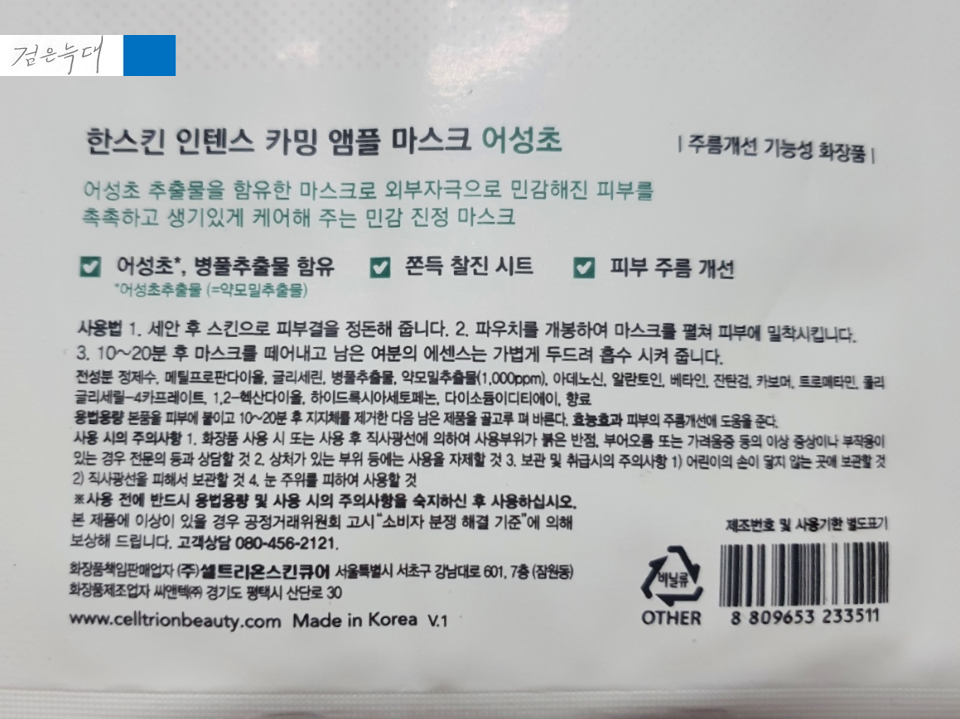 검은늑대
한스킨 인텐스 카밍 앰플 마스크 어성초
| 주름개선 기능성 화장품 |
어성초 추출물을 함유한 마스크로 외부자극으로 민감해진 피부를
촉촉하고 생기있게 케어해 주는 민감 진정 마스크
어성초*, 병풀추출물 함유
쫀득 찰진 시트
피부 주름 개선
*어성초추출물 (=약모밀추출물)
사용법 1. 세안 후 스킨으로 피부결을 정돈해 줍니다. 2. 파우치를 개봉하여 마스크를 펼쳐 피부에 밀착시킵니다.
3. 10~20분 후 마스크를 떼어내고 남은 여분의 에센스는 가볍게 두드려 흡수 시켜 줍니다.
전성분 정제수, 메틸프로판다이올, 글리세린, 병풀추출물, 약모밀추출물(1,000ppm), 아데노신, 알란토인, 베타인, 잔탄검, 카보머, 트로메타민, 폴리
글리세릴-4카프레이트, 1,2-헥산다이올, 하이드록시아세토페논, 다이소듐이디티에이, 향료
용법용량 본품을 피부에 붙이고 10~20분 후 지지체를 제거한 다음 남은 제품을 골고루 펴 바른다. 효능효과 피부의 주름개선에 도움을 준다.
사용 시의 주의사항 1. 화장품 사용 시 또는 사용 후 직사광선에 의하여 사용부위가 붉은 반점, 부어오름 또는 가려움증 등의 이상 증상이나 부작용이
있는 경우 전문의 등과 상담할 것 2. 상처가 있는 부위 등에는 사용을 자제할 것 3. 보관 및 취급시의 주의사항 1) 어린이의 손이 닿지 않는 곳에 보관할 것
2) 직사광선을 피해서 보관할 것 4. 눈 주위를 피하여 사용할 것
※사용 전에 반드시 용법용량 및 사용 시의 주의사항을 숙지하신 후 사용하십시오.
본 제품에 이상이 있을 경우 공정거래위원회 고시 "소비자 분쟁 해결 기준"에 의해
보상해 드립니다. 고객상담 080-456-2121.
제조번호 및 사용기한 별도표기
화장품책임판매업자 (주)셀트리온스킨큐어 서울특별시 서초구 강남대로 601, 7층 (잠원동)
화장품제조업자 씨앤텍㈜ 경기도 평택시 산단로 30
www.celltrionbeauty.com Made in Korea V.1
비닐류
OTHER
8 809653 233511